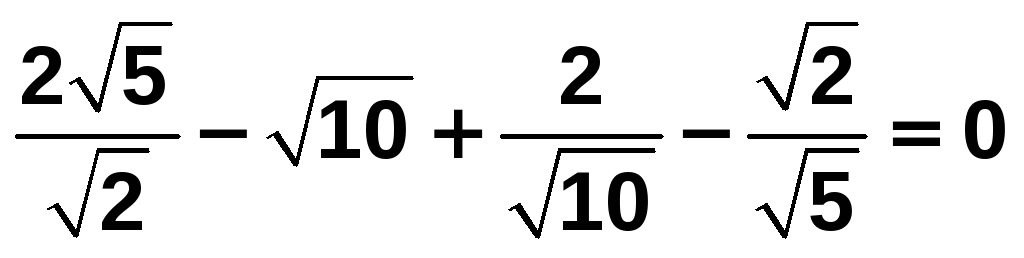 2√5/√2 − √10 + 2/√10 − √2/√5 = 0